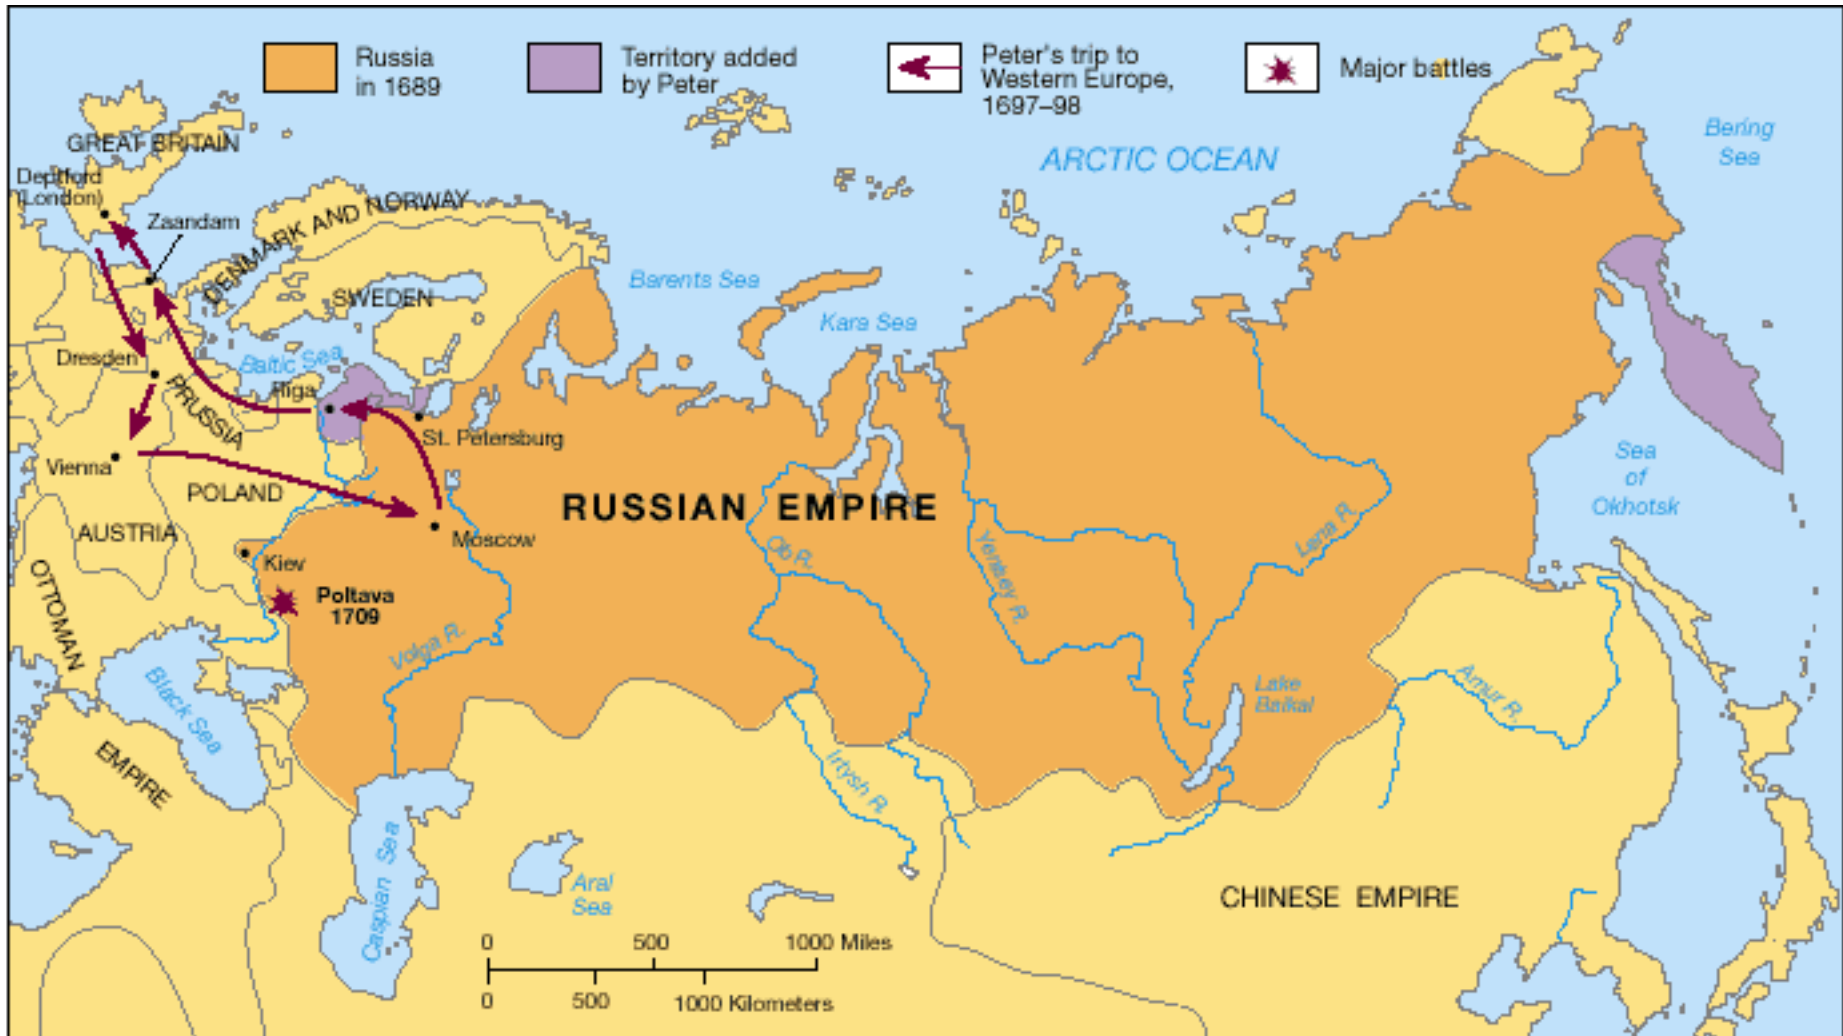 Russia
in 1689
Territory added
by Peter
Peter's trip to
Western Europe,
1697–98
Major battles
GREAT BRITAIN
Deptford
(London)
Zaandam
DENMARK AND NORWAY
SWEDEN
Baltic Sea
Riga
Dresden
PRUSSIA
St. Petersburg
Vienna
POLAND
AUSTRIA
Moscow
Kiev
Poltava
1709
OTTOMAN
EMPIRE
Black Sea
Volga R.
Caspian Sea
Aral
Sea
RUSSIAN EMPIRE
Barents Sea
Kara Sea
ARCTIC OCEAN
Bering
Sea
Sea
of
Okhotsk
Ob R.
Yenisey R.
Lena R.
Irtysh R.
Lake
Baikal
Amur R.
CHINESE EMPIRE
0 500 1000 Miles
0 500 1000 Kilometers